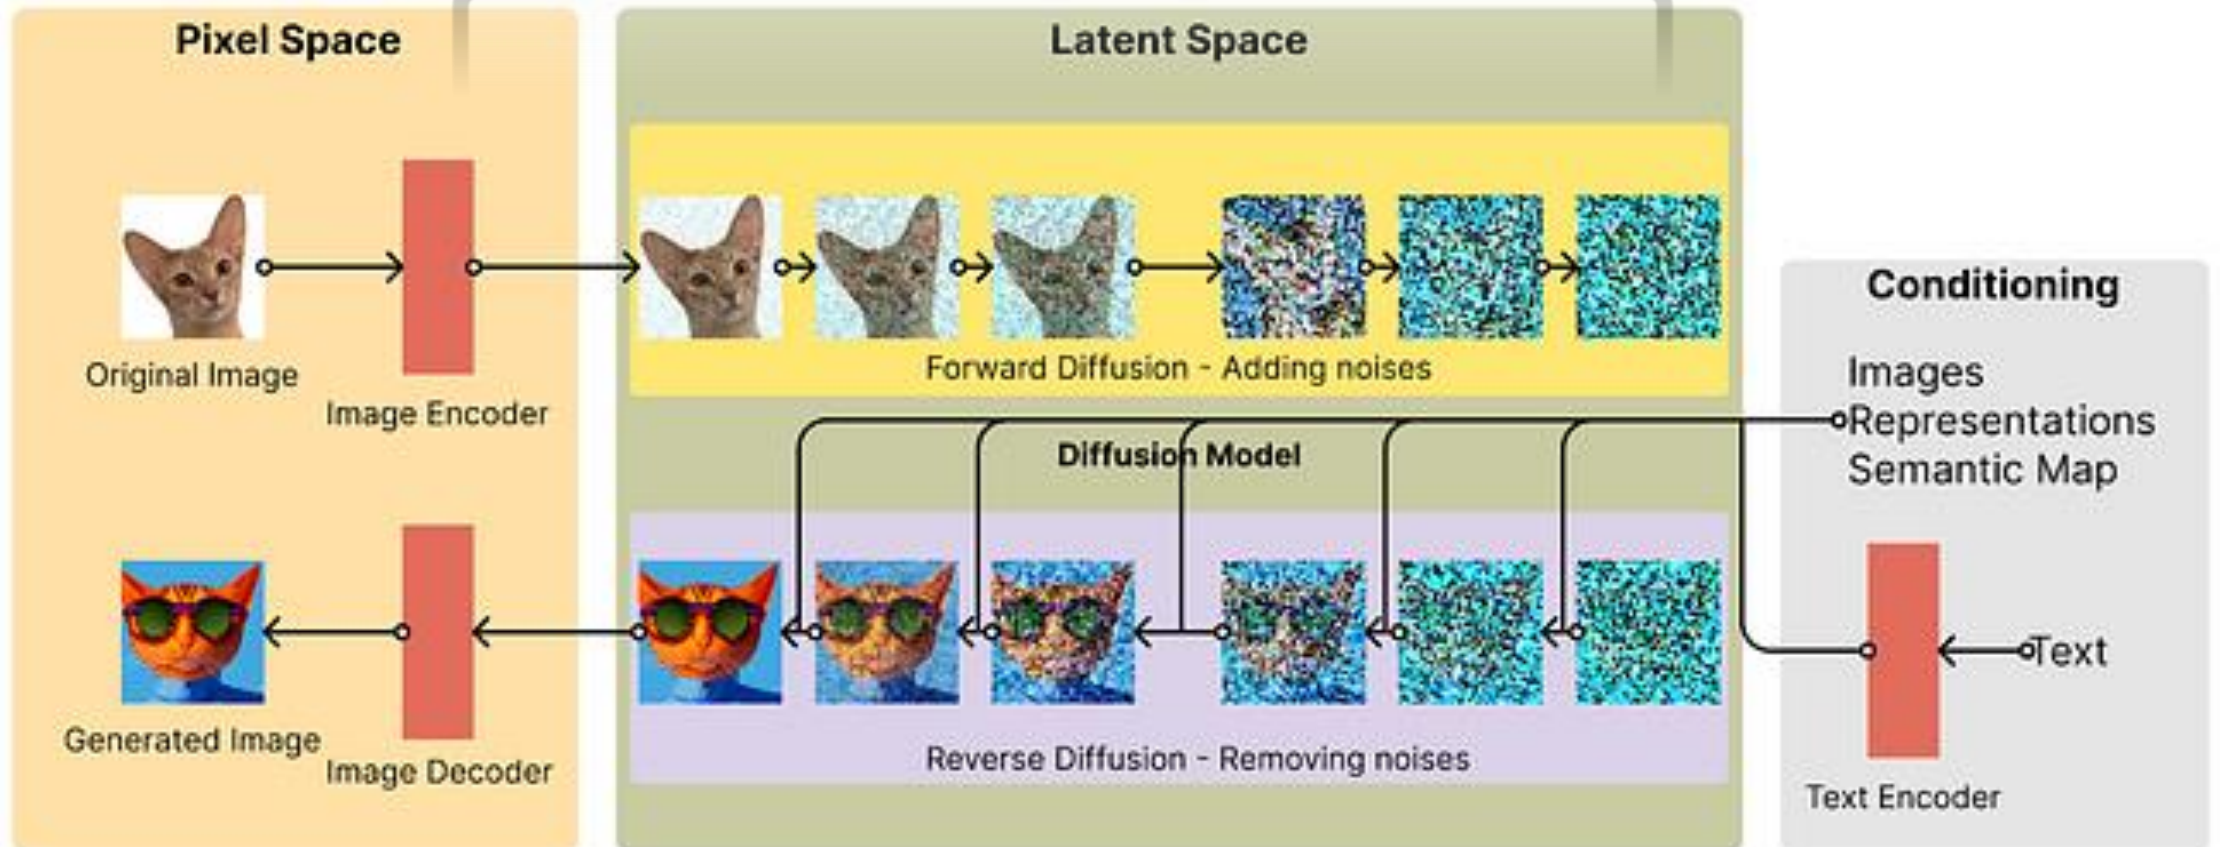 Pixel Space
Latent Space
Original Image
Image Encoder
Forward Diffusion - Adding noises
Diffusion Model
Generated Image
Image Decoder
Reverse Diffusion - Removing noises
Conditioning
Images
Representations
Semantic Map
Text
Text Encoder